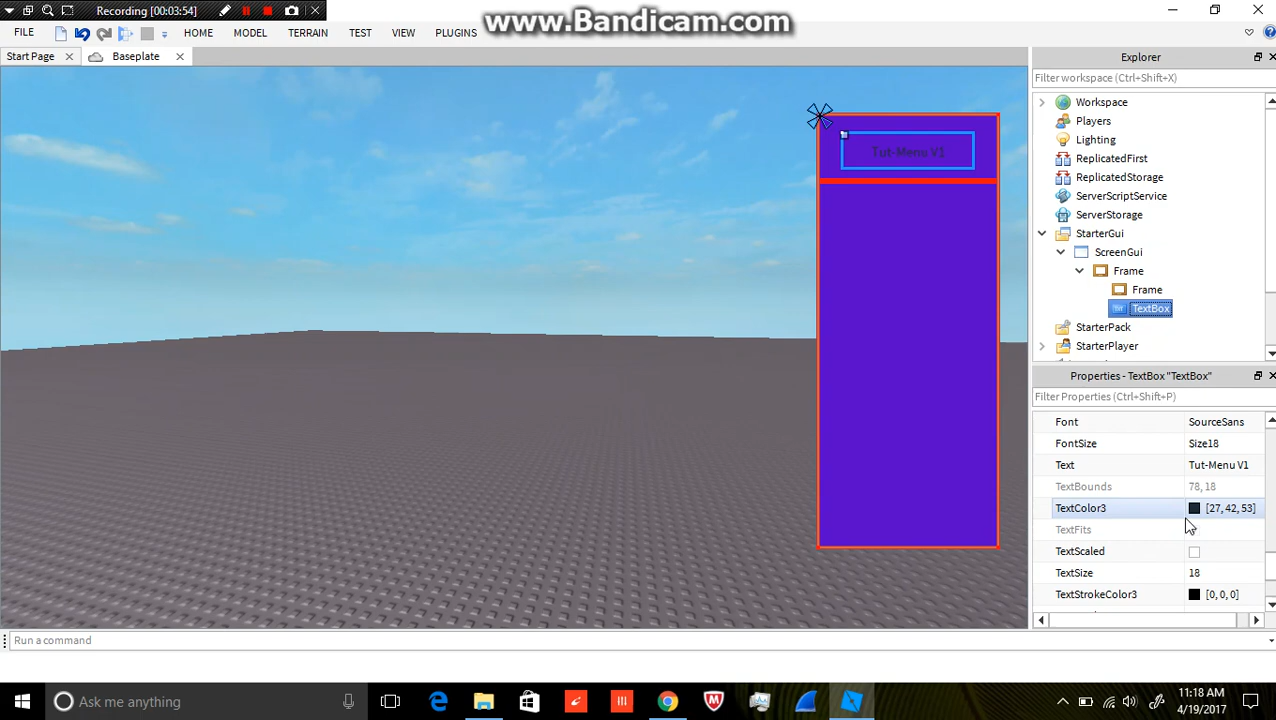 Recording [00:03:54]
www.Bandicam.com
FILE HOME MODEL TERRAIN TEST VIEW PLUGINS
Start Page Baseplate
Explorer
Filter workspace (Ctrl+Shift+X)
Workspace
Players
Lighting
ReplicatedFirst
ReplicatedStorage
ServerScriptService
ServerStorage
StarterGui
ScreenGui
Frame
Frame
TextBox
StarterPack
StarterPlayer
Tut-Menu V1
Properties - TextBox "TextBox"
Filter Properties (Ctrl+Shift+P)
Font SourceSans
FontSize Size18
Text Tut-Menu V1
TextBounds 78, 18
TextColor3 [27, 42, 53]
TextFits
TextScaled
TextSize 18
TextStrokeColor3 [0, 0, 0]
Run a command
Ask me anything
11:18 AM
4/19/2017